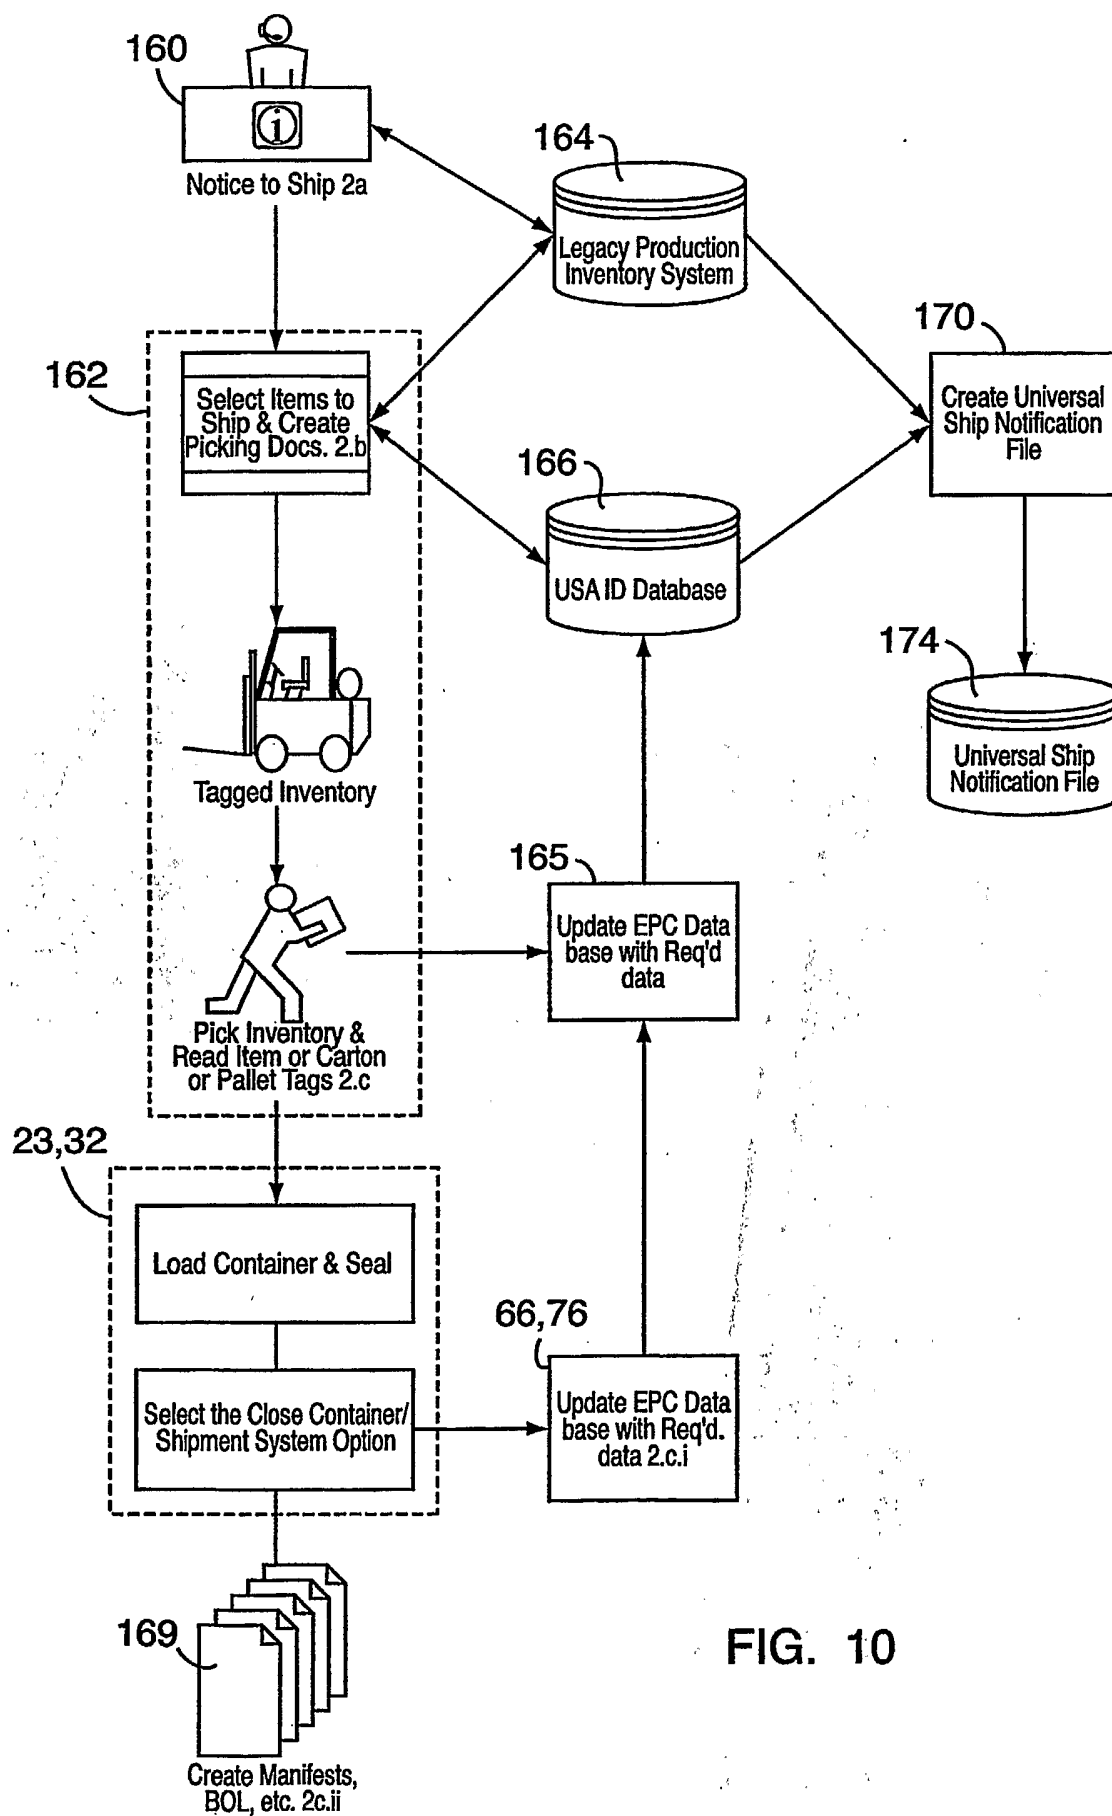 160
i
Notice to Ship 2a
164
Legacy Production
Inventory System
170
Create Universal
Ship Notification
File
162
Select Items to
Ship & Create
Picking Docs. 2.b
166
USA ID Database
174
Universal Ship
Notification File
Tagged Inventory
165
Update EPC Data
base with Req'd
data
Pick Inventory &
Read Item or Carton
or Pallet Tags 2.c
23,32
Load Container & Seal
66,76
Select the Close Container/
Shipment System Option
Update EPC Data
base with Req'd.
data 2.c.i
169
Create Manifests,
BOL, etc. 2c.ii
FIG. 10